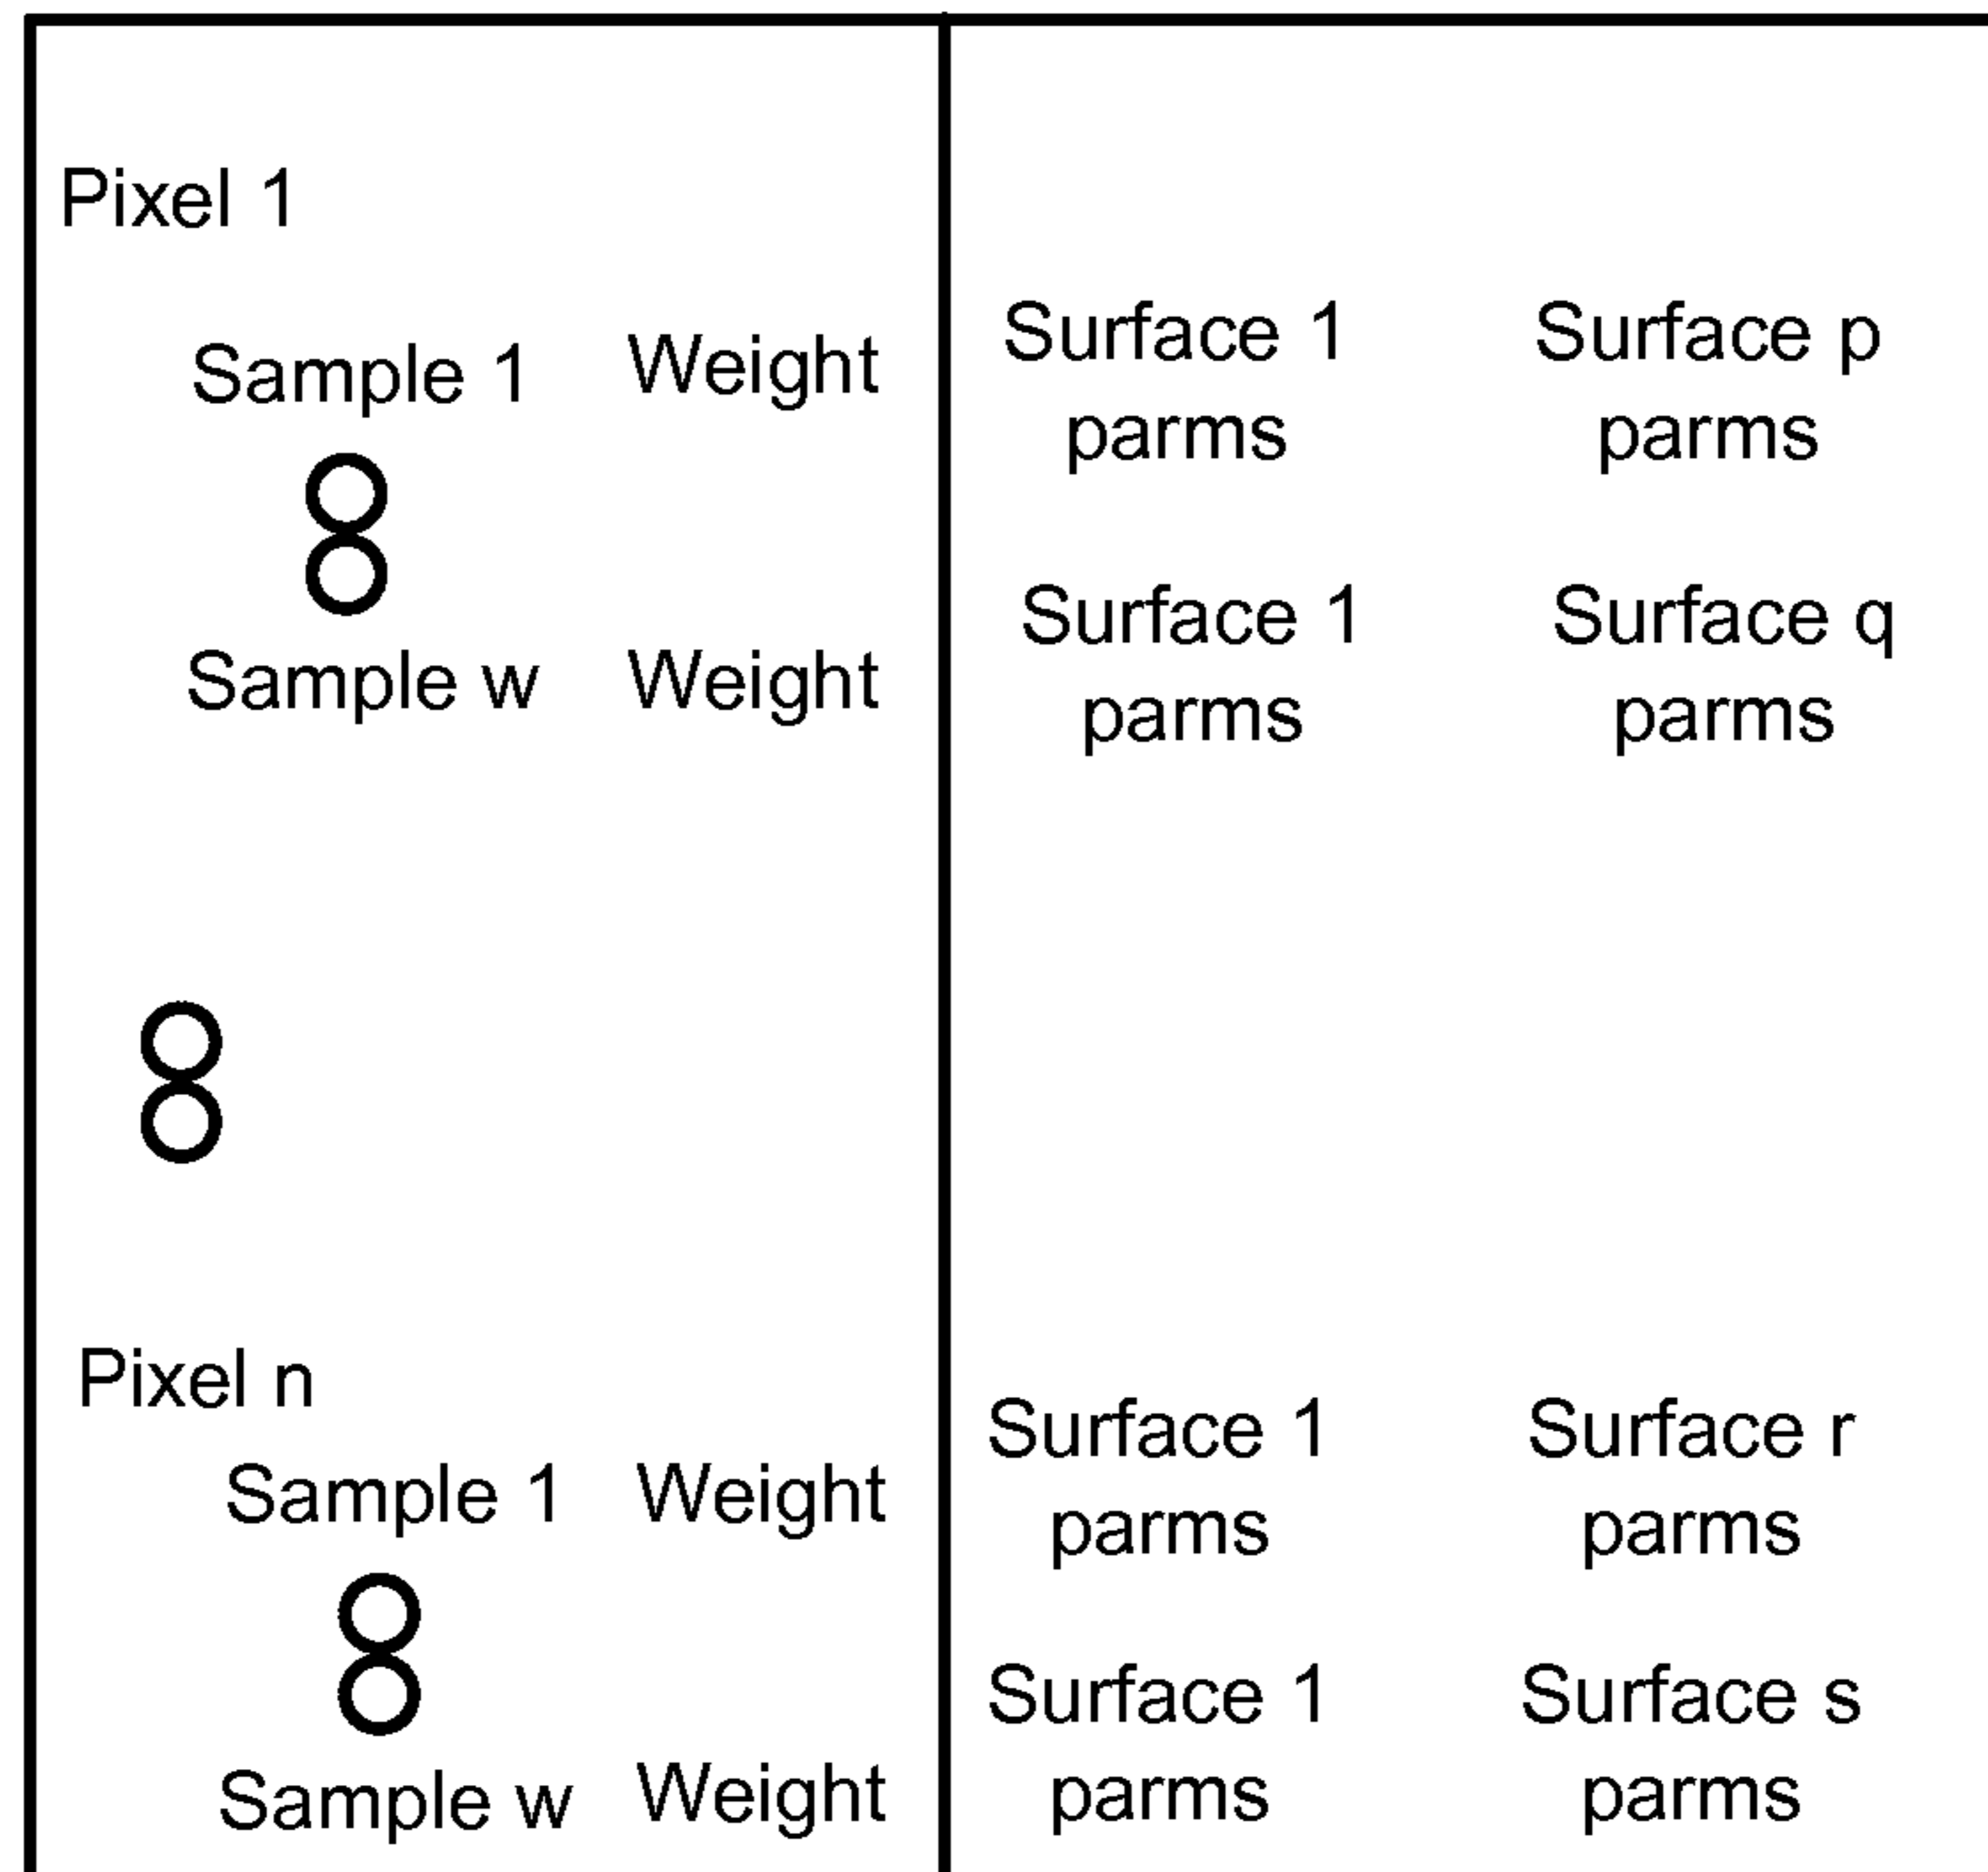 Pixel 1
Sample 1 Weight
Surface 1 Surface p
parms parms
Sample w Weight
Surface 1 Surface q
parms parms
Pixel n
Sample 1 Weight
Surface 1 Surface r
parms parms
Sample w Weight
Surface 1 Surface s
parms parms